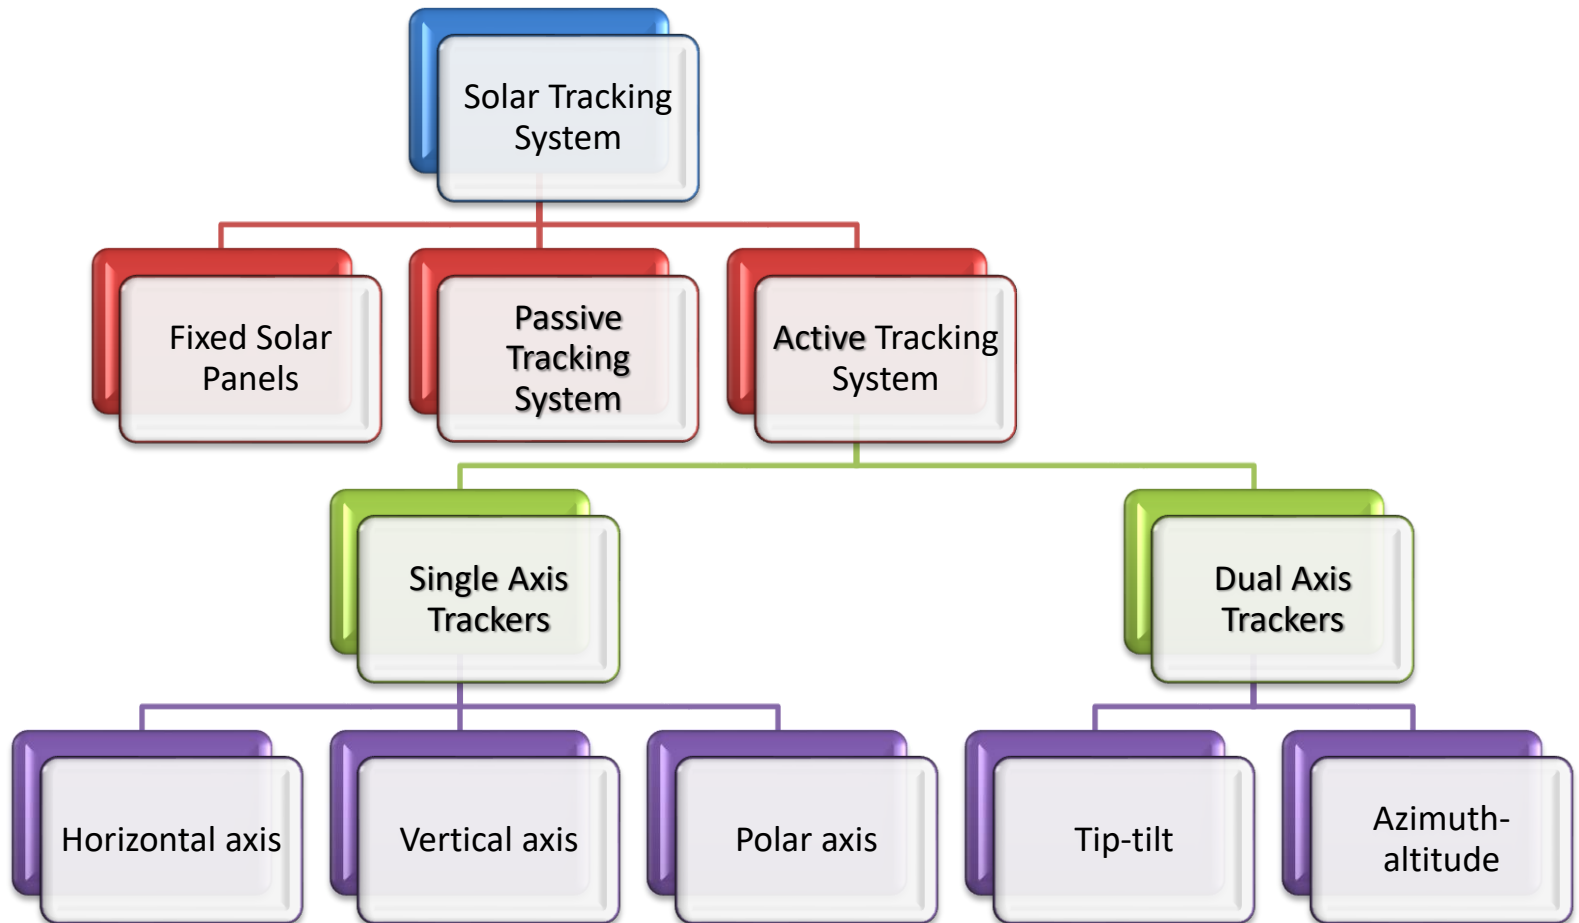 Solar Tracking
System
Fixed Solar
Panels
Passive
Tracking
System
Active Tracking
System
Single Axis
Trackers
Dual Axis
Trackers
Horizontal axis
Vertical axis
Polar axis
Tip-tilt
Azimuth-
altitude